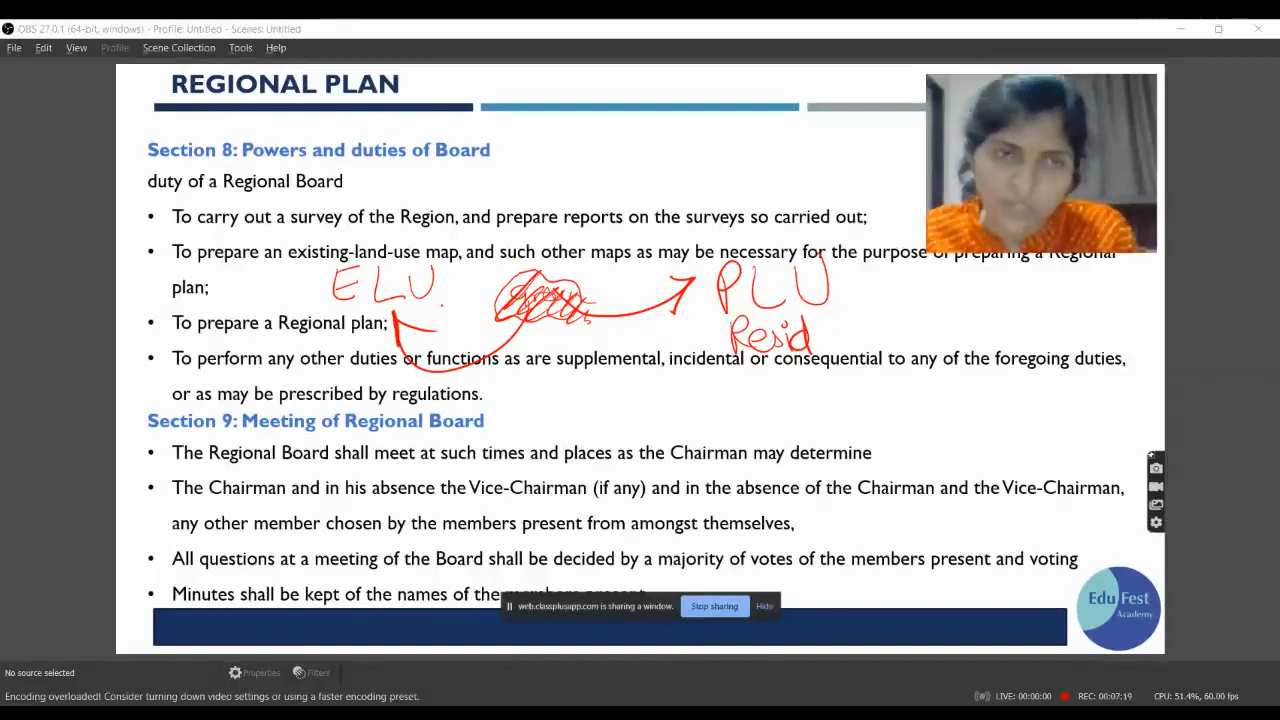 OBS 27.0.1 (64-bit, windows) - Profile: Untitled - Scenes: Untitled
File Edit View Profile Scene Collection Tools Help
REGIONAL PLAN
Section 8: Powers and duties of Board
duty of a Regional Board
• To carry out a survey of the Region, and prepare reports on the surveys so carried out;
• To prepare an existing-land-use map, and such other maps as may be necessary for the purpose of preparing a Regional
plan;
ELU PLU
• To prepare a Regional plan;
Resid
• To perform any other duties or functions as are supplemental, incidental or consequential to any of the foregoing duties,
or as may be prescribed by regulations.
Section 9: Meeting of Regional Board
• The Regional Board shall meet at such times and places as the Chairman may determine
• The Chairman and in his absence the Vice-Chairman (if any) and in the absence of the Chairman and the Vice-Chairman,
any other member chosen by the members present from amongst themselves,
• All questions at a meeting of the Board shall be decided by a majority of votes of the members present and voting
• Minutes shall be kept of the names of the members present
web.classplusapp.com is sharing a window. Stop sharing Hide
Edu Fest
Academy
No source selected Properties Filters
Encoding overloaded! Consider turning down video settings or using a faster encoding preset. LIVE: 00:00:00 REC: 00:07:19 CPU: 51.4%, 60.00 fps